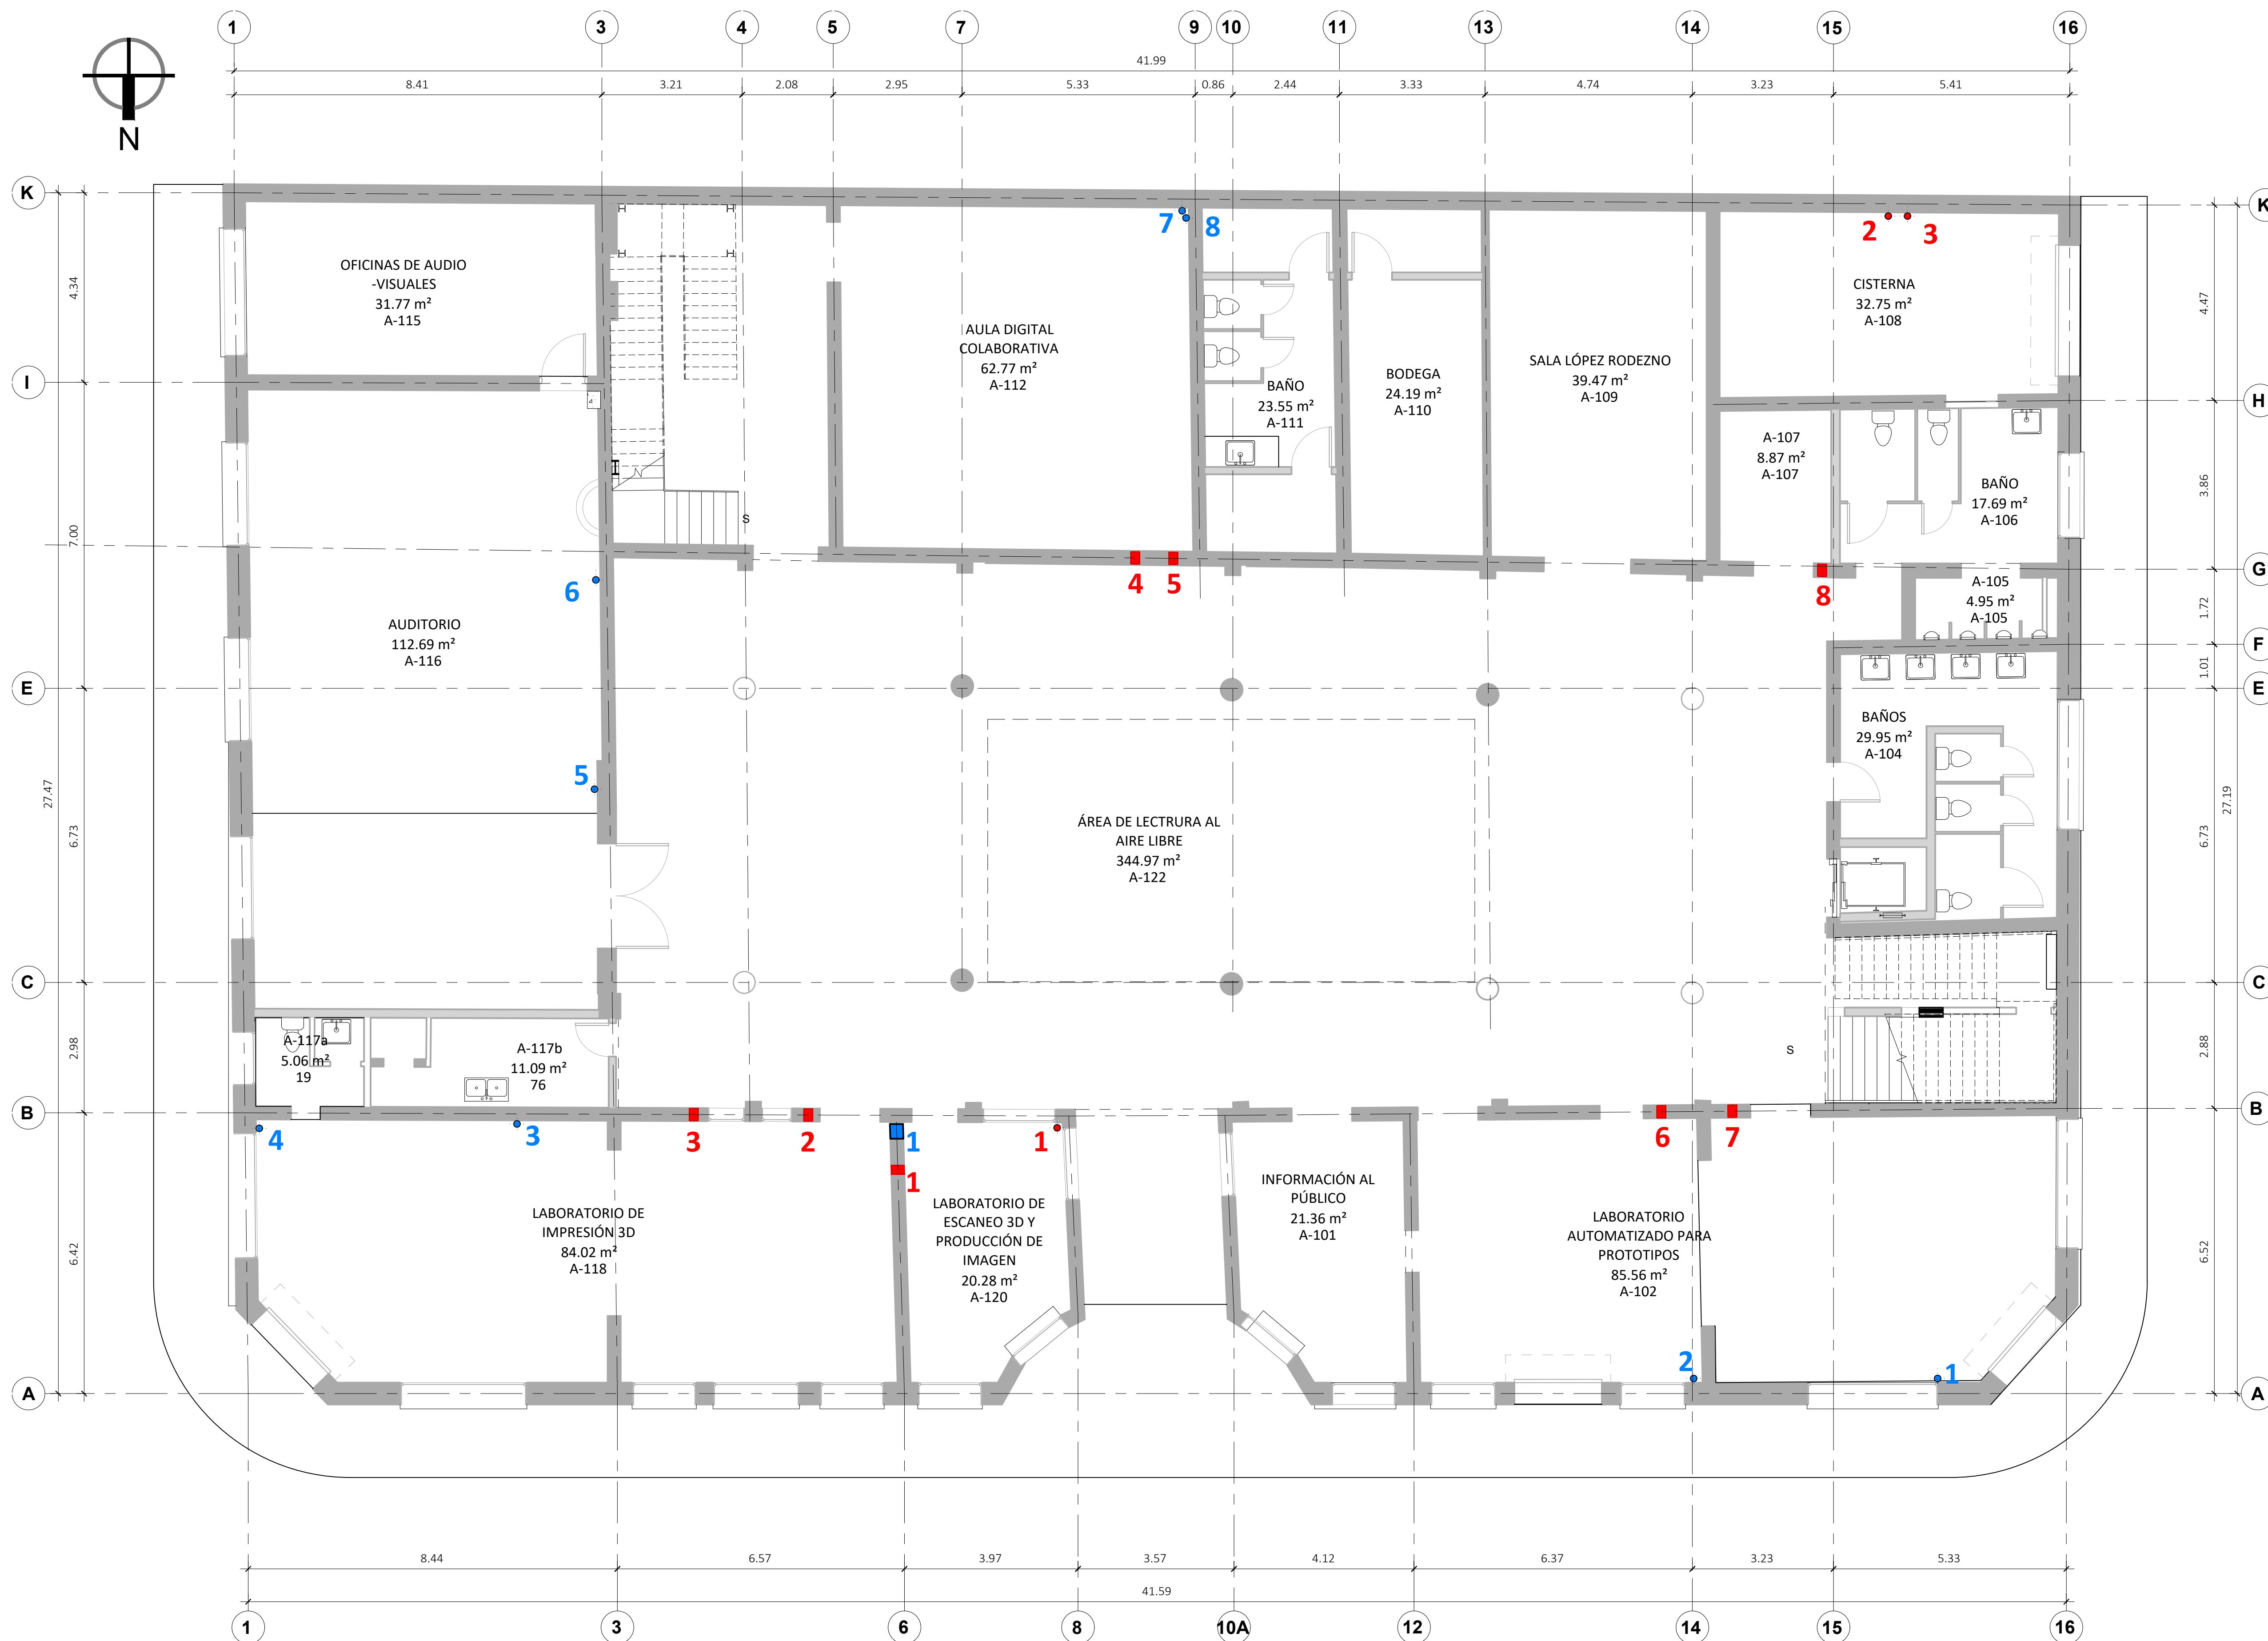 1 3 4 5 7 9 10 11 13 14 15 16
41.99
8.41 3.21 2.08 2.95 5.33 0.86 2.44 3.33 4.74 3.23 5.41
N
K K
7 8 2 3
OFICINAS DE AUDIO
-VISUALES
31.77 m²
A-115
CISTERNA
32.75 m²
A-108
4.34 4.47
AULA DIGITAL
COLABORATIVA
62.77 m²
A-112
SALA LÓPEZ RODEZNO
39.47 m²
A-109
BODEGA
24.19 m²
A-110
BAÑO
23.55 m²
A-111
I H
A-107
8.87 m²
A-107
BAÑO
17.69 m²
A-106
3.86
7.00
S
4 5 8
G
6
A-105
4.95 m²
A-105
1.72
AUDITORIO
112.69 m²
A-116
F
1.01
E E
BAÑOS
29.95 m²
A-104
5
27.47 27.19
6.73 6.73
ÁREA DE LECTRURA AL
AIRE LIBRE
344.97 m²
A-122
C C
A-117a
5.06 m²
19
A-117b
11.09 m²
76
2.98 2.88
S
B B
4 3 3 2 1 1 6 7
1
LABORATORIO DE
IMPRESIÓN 3D
84.02 m²
A-118
LABORATORIO DE
ESCANEO 3D Y
PRODUCCIÓN DE
IMAGEN
20.28 m²
A-120
INFORMACIÓN AL
PÚBLICO
21.36 m²
A-101
LABORATORIO
AUTOMATIZADO PARA
PROTOTIPOS
85.56 m²
A-102
6.42 6.52
2 1
A A
8.44 6.57 3.97 3.57 4.12 6.37 3.23 5.33
41.59
1 3 6 8 10A 12 14 15 16